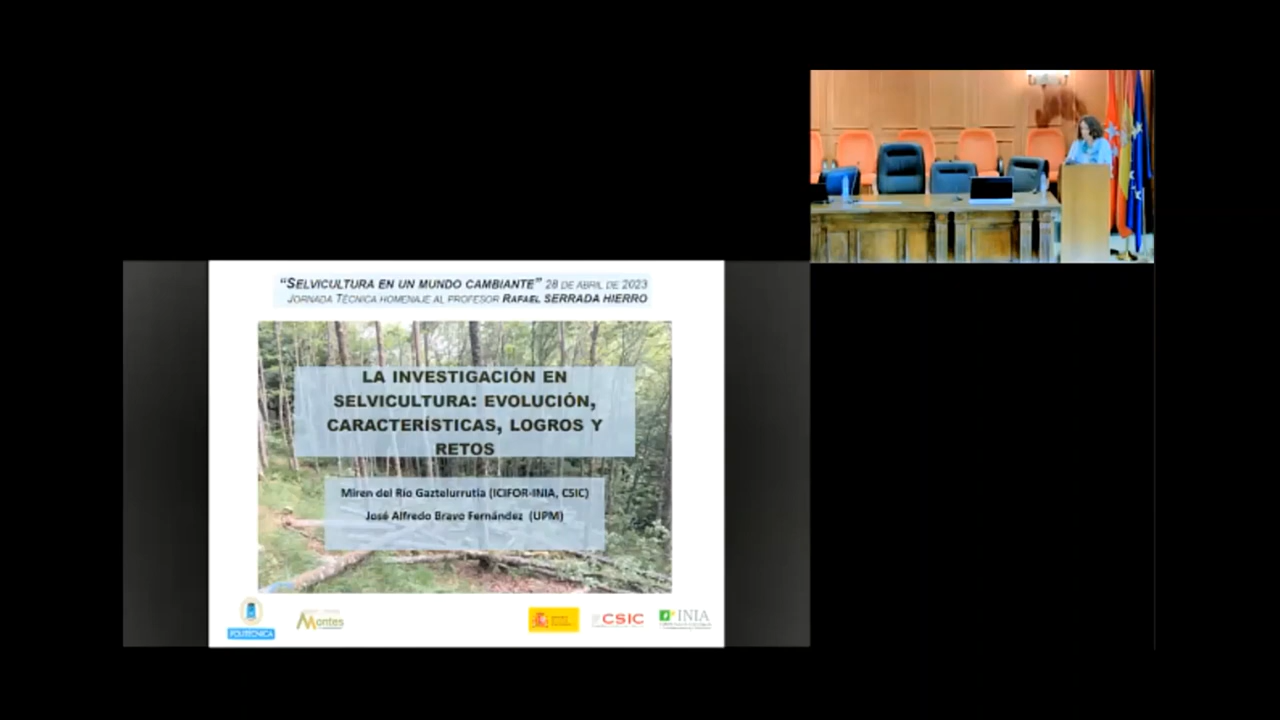 “SELVICULTURA EN UN MUNDO CAMBIANTE” 28 DE ABRIL DE 2023
JORNADA TÉCNICA HOMENAJE AL PROFESOR RAFAEL SERRADA HIERRO
LA INVESTIGACIÓN EN
SELVICULTURA: EVOLUCIÓN,
CARACTERÍSTICAS, LOGROS Y
RETOS
Miren del Río Gaztelurrutia (ICIFOR-INIA, CSIC)
José Alfredo Bravo Fernández (UPM)
POLITÉCNICA
Montes
CSIC
INIA